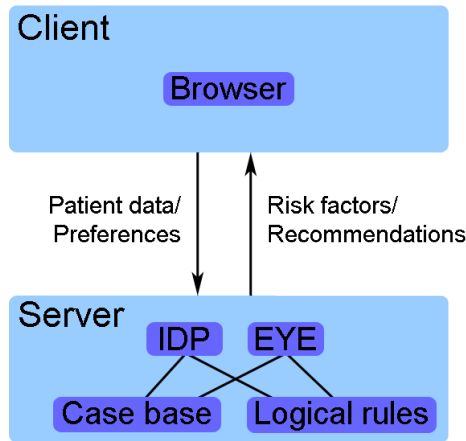 Client
Browser
Patient data/
Preferences
Risk factors/
Recommendations
Server
IDP
EYE
Case base
Logical rules